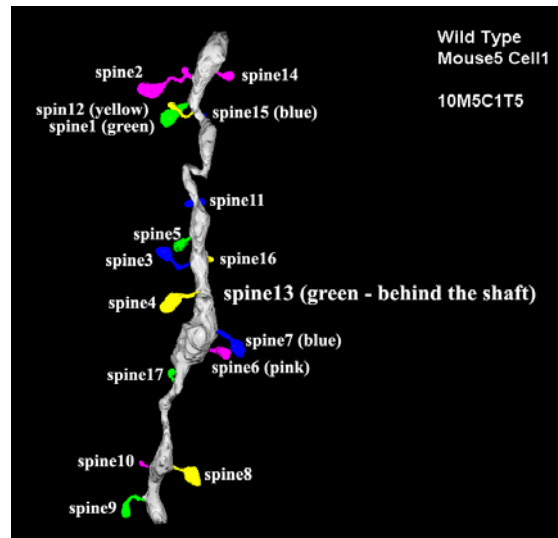 Wild Type
Mouse5 Cell1
10M5C1T5
spine2
spine14
spin12 (yellow)
spine1 (green)
spine15 (blue)
spine11
spine5
spine3
spine16
spine13 (green - behind the shaft)
spine4
spine7 (blue)
spine6 (pink)
spine17
spine10
spine8
spine9